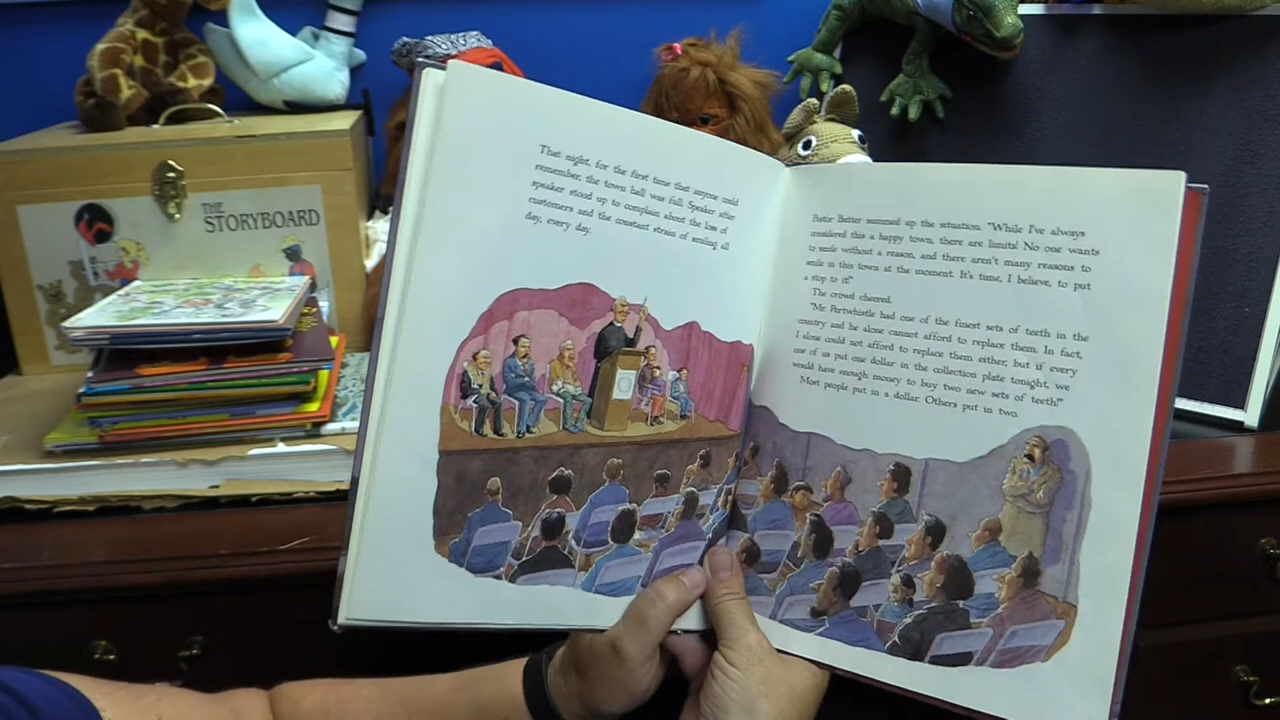 THE
STORYBOARD
That night, for the first time that anyone could
remember, the town hall was full. Speaker after
speaker stood up to complain about the loss of
customers and the constant strain of smiling all
day, every day.
Pastor Batter summed up the situation. "While I've always
considered this a happy town, there are limits! No one wants
to smile without a reason, and there aren't many reasons to
smile in this town at the moment. It's time, I believe, to put
a stop to it!"
The crowd cheered.
"Mr. Pertwhistle had one of the finest sets of teeth in the
country and he alone cannot afford to replace them. In fact,
I alone could not afford to replace them either, but if every
one of us put one dollar in the collection plate tonight, we
would have enough money to buy two new sets of teeth!"
Most people put in a dollar. Others put in two.